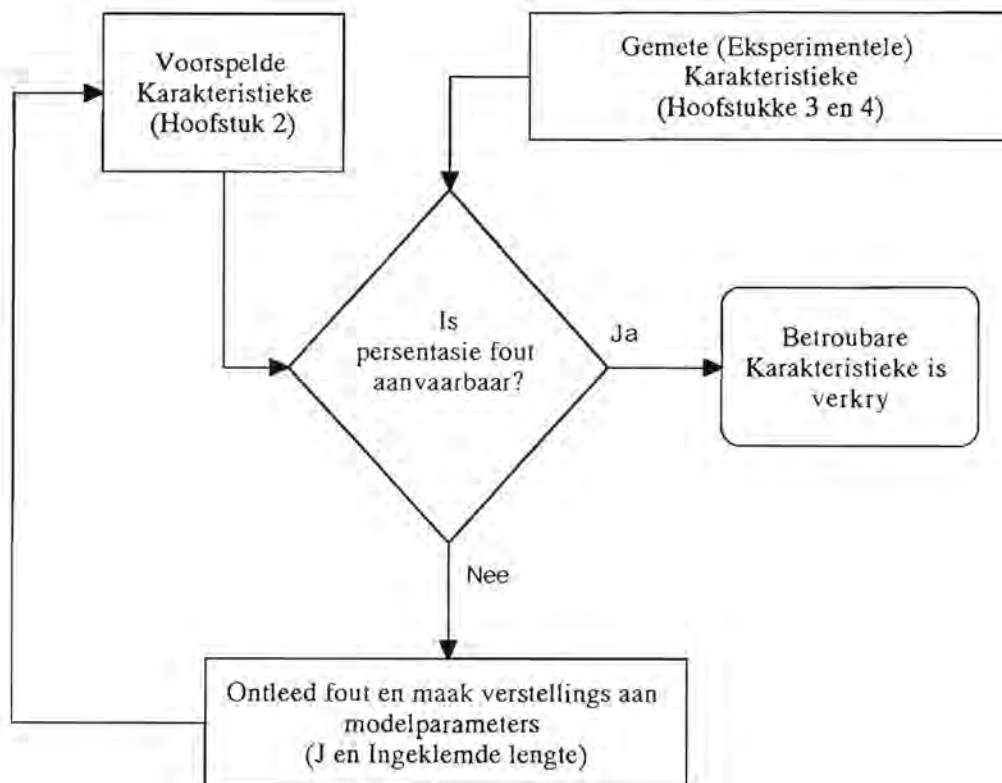 Voorspelde
Karakteristieke
(Hoofstuk 2)
Gemete (Eksperimentele)
Karakteristieke
(Hoofstukke 3 en 4)
Is
persentasie fout
aanvaarbaar?
Ja
Betroubare
Karakteristieke is
verkry
Nee
Ontleed fout en maak verstellings aan
modelparameters
(J en Ingeklemde lengte)